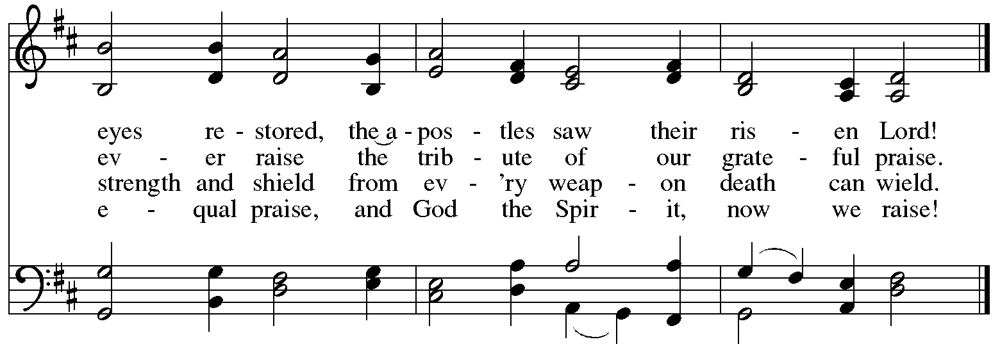 eyes re - stored, the a - pos - tles saw their ris - en Lord!
ev - er raise the trib - ute of our grate - ful praise.
strength and shield from ev - 'ry weap - on death can wield.
e - qual praise, and God the Spir - it, now we raise!